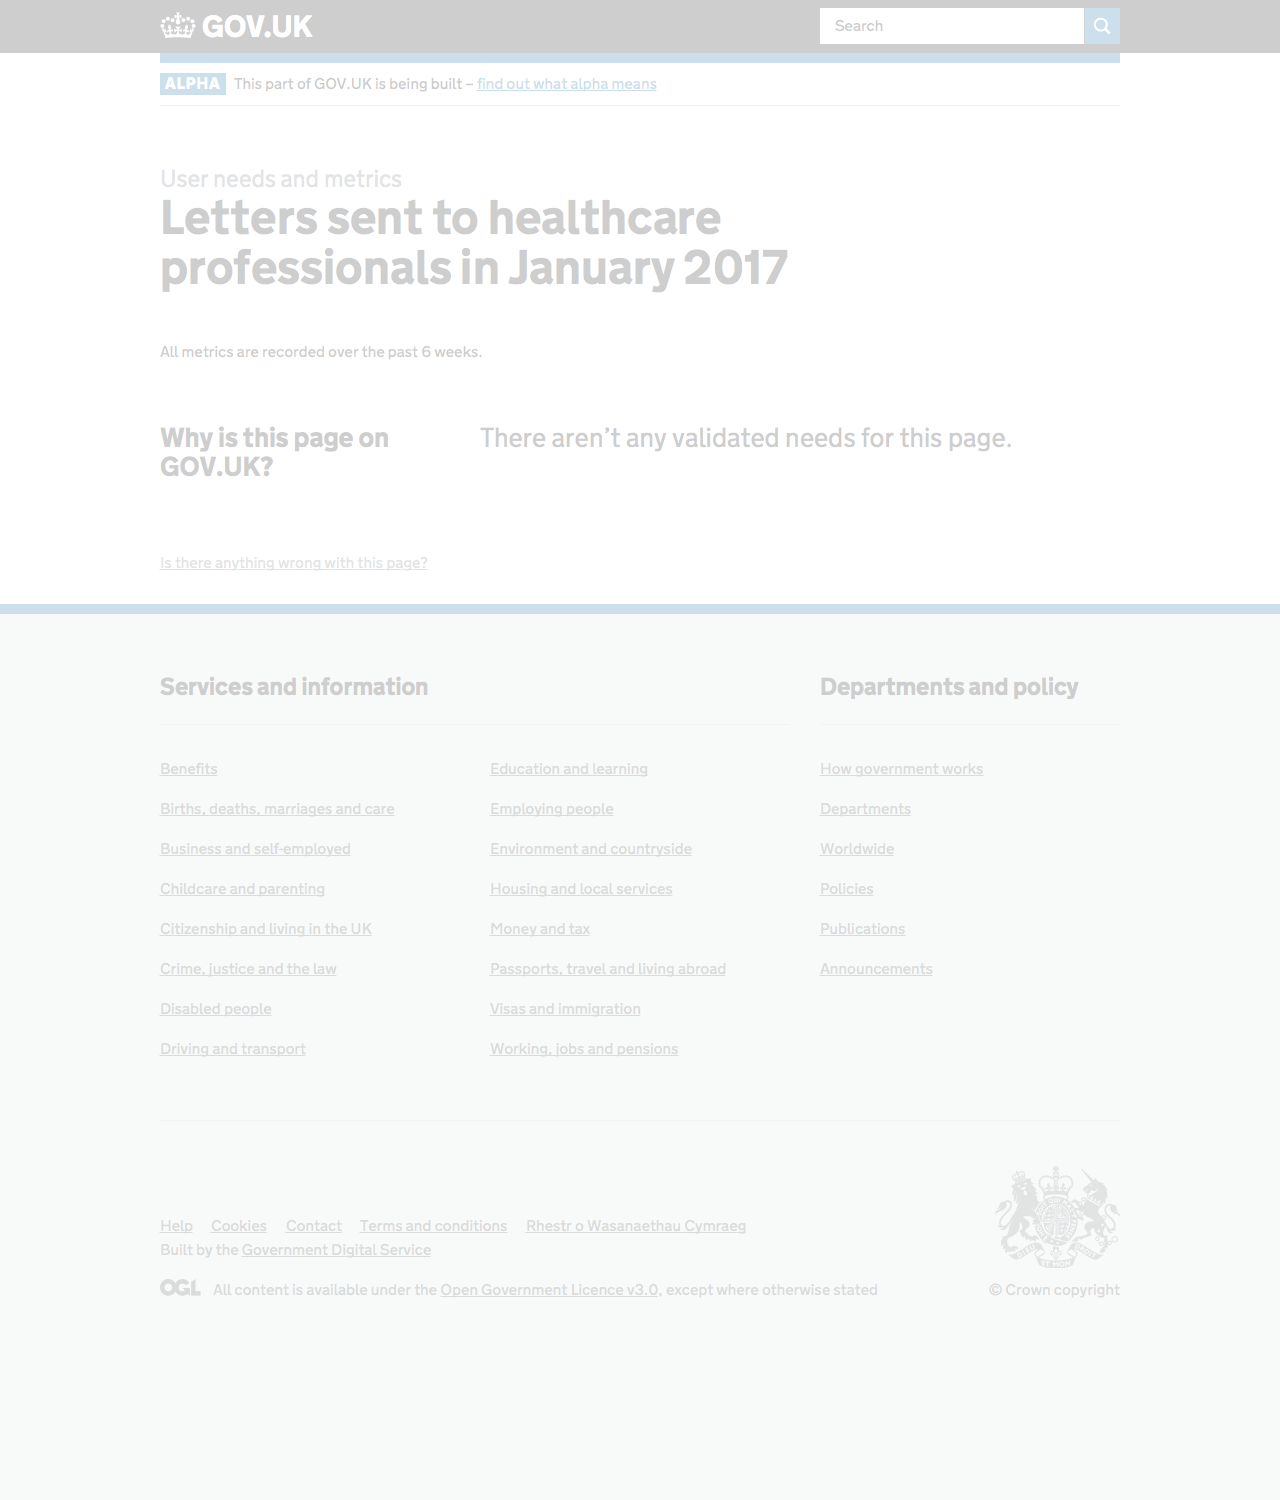 GOV.UK
Search
ALPHA This part of GOV.UK is being built – find out what alpha means
User needs and metrics
Letters sent to healthcare
professionals in January 2017
All metrics are recorded over the past 6 weeks.
Why is this page on
GOV.UK?
There aren’t any validated needs for this page.
Is there anything wrong with this page?
Services and information
Departments and policy
Benefits
Births, deaths, marriages and care
Business and self-employed
Childcare and parenting
Citizenship and living in the UK
Crime, justice and the law
Disabled people
Driving and transport
Education and learning
Employing people
Environment and countryside
Housing and local services
Money and tax
Passports, travel and living abroad
Visas and immigration
Working, jobs and pensions
How government works
Departments
Worldwide
Policies
Publications
Announcements
Help Cookies Contact Terms and conditions Rhestr o Wasanaethau Cymraeg
Built by the Government Digital Service
OGL All content is available under the Open Government Licence v3.0, except where otherwise stated
© Crown copyright